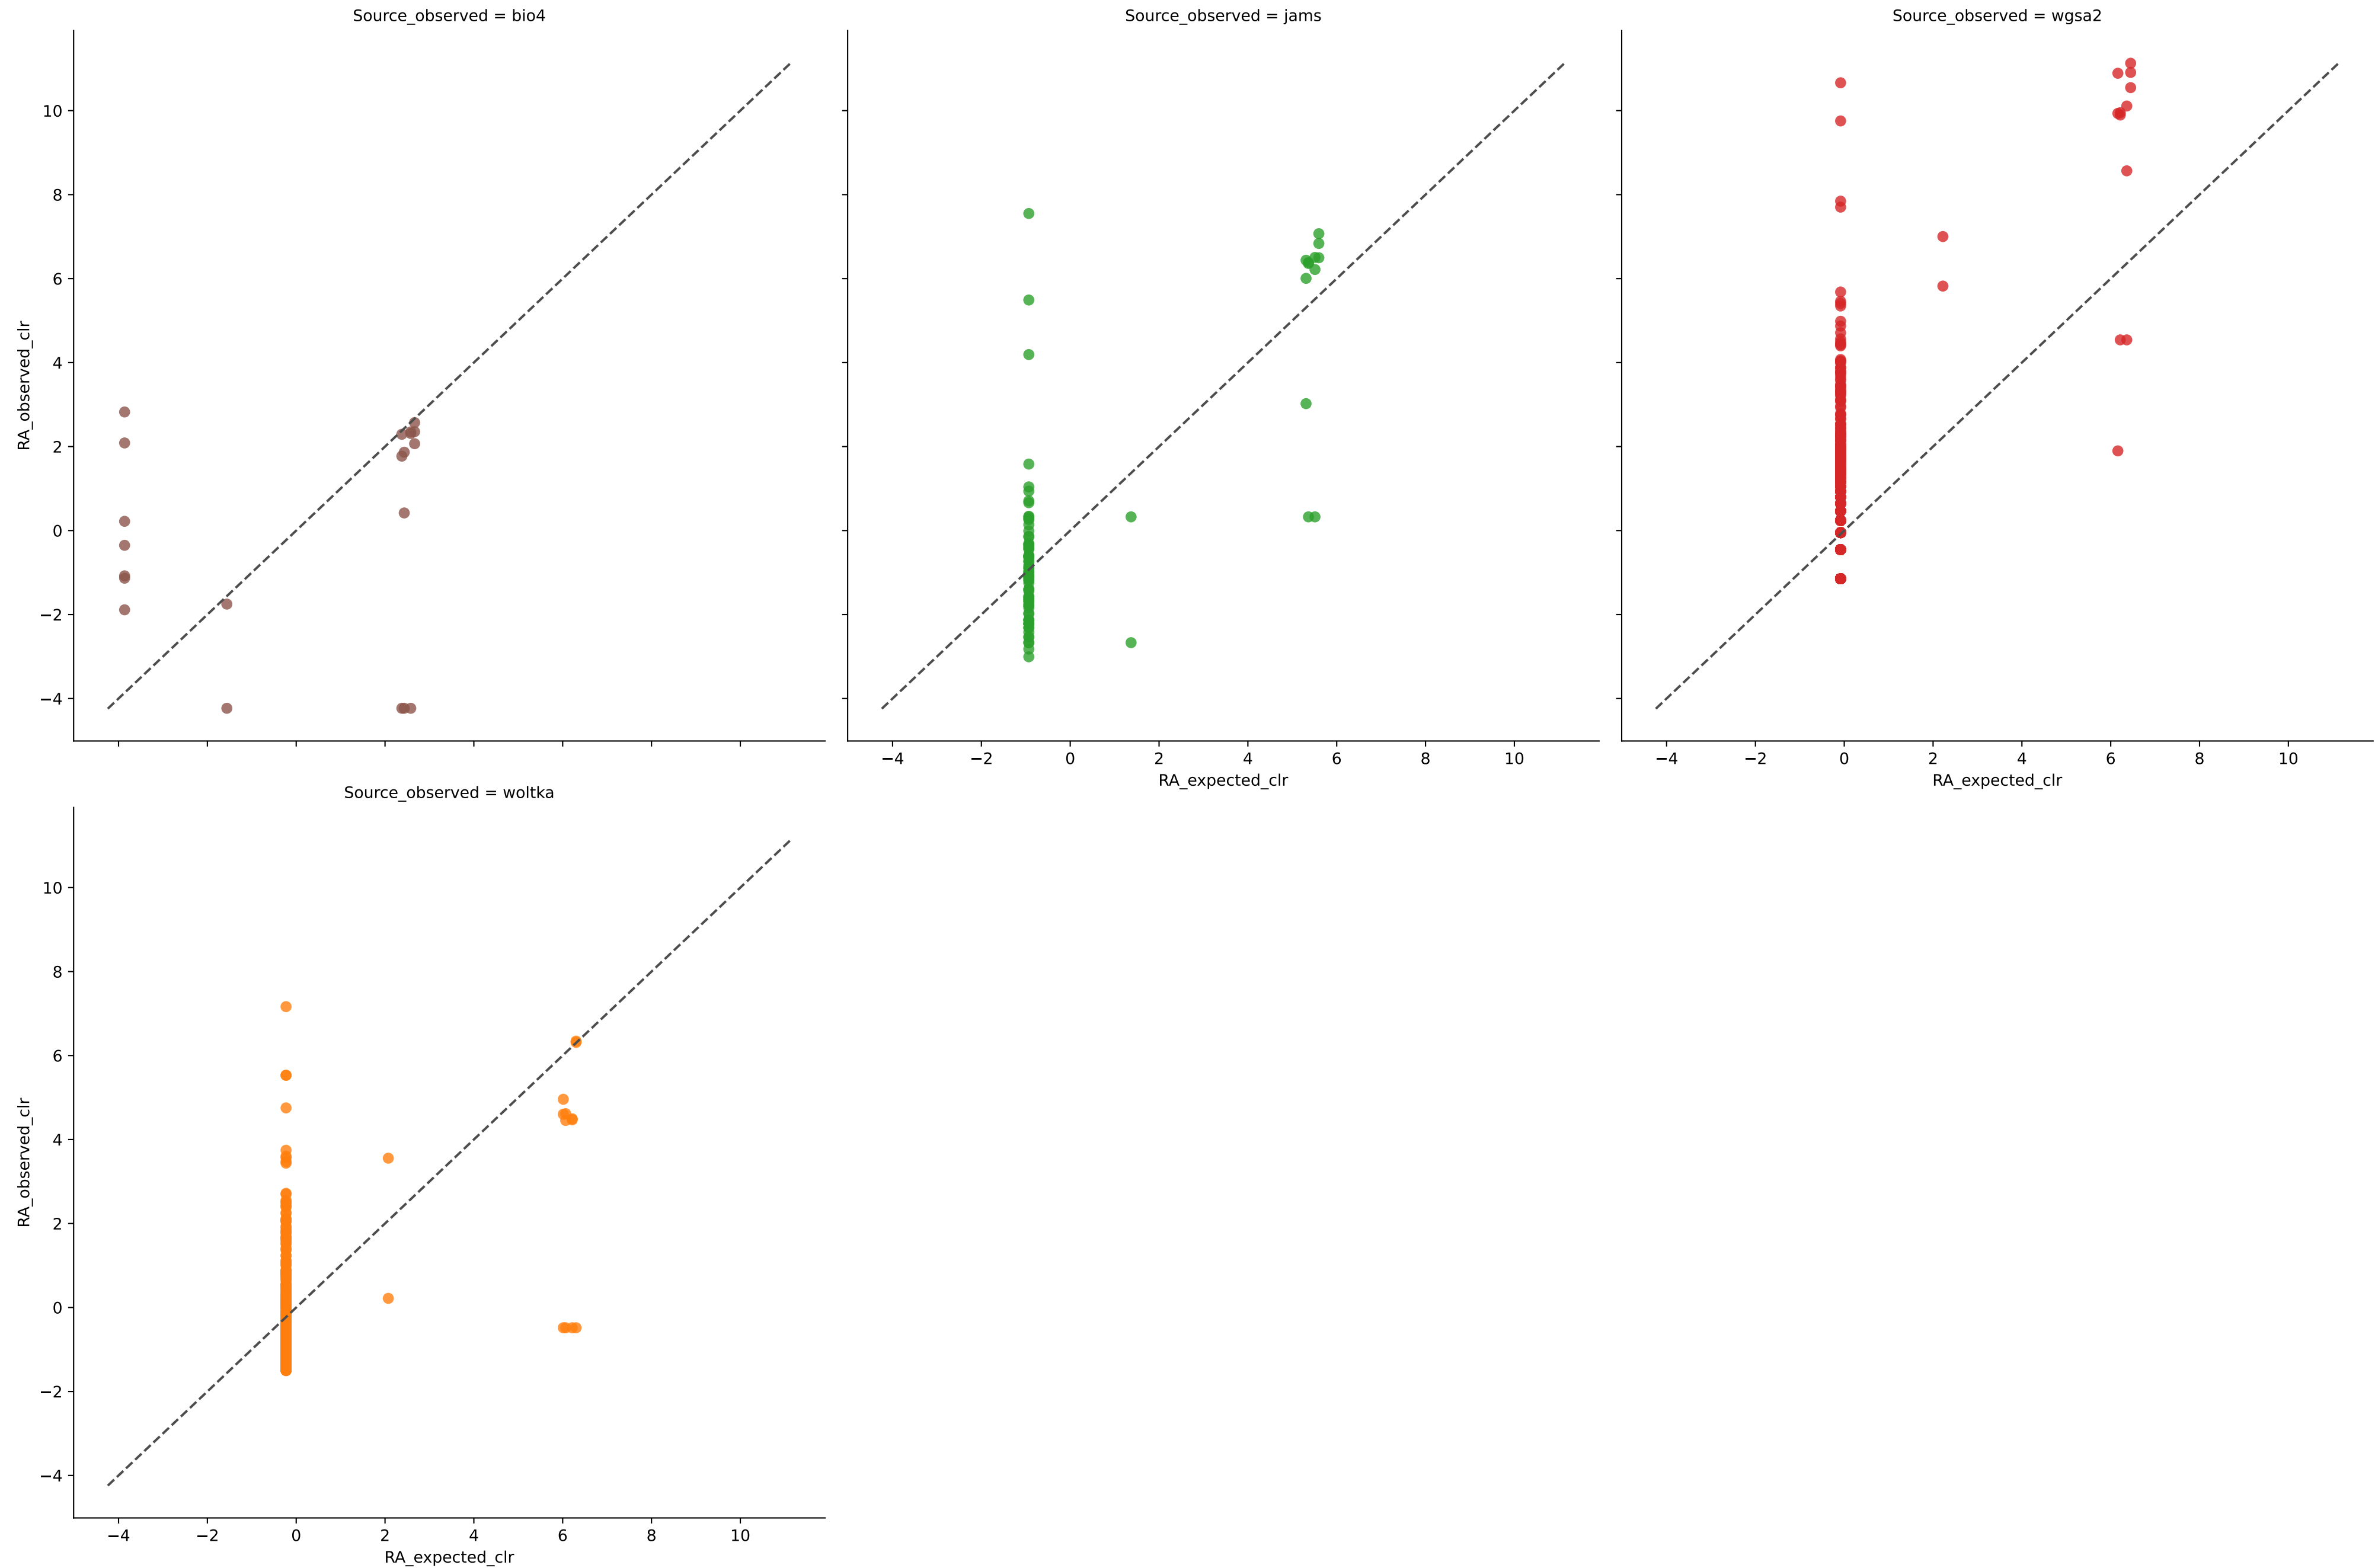 Source_observed = bio4
Source_observed = jams
Source_observed = wgsa2
RA_observed_clr
10
8
6
4
2
0
−2
−4
−4 −2 0 2 4 6 8 10
RA_expected_clr
−4 −2 0 2 4 6 8 10
RA_expected_clr
Source_observed = woltka
RA_observed_clr
10
8
6
4
2
0
−2
−4
−4 −2 0 2 4 6 8 10
RA_expected_clr